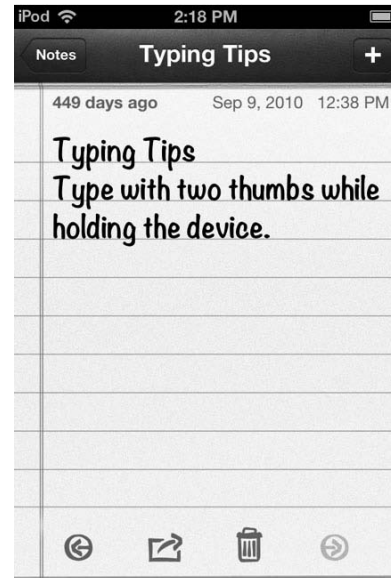 iPod 2:18 PM
Notes Typing Tips +
449 days ago Sep 9, 2010 12:38 PM
Typing Tips
Type with two thumbs while
holding the device.